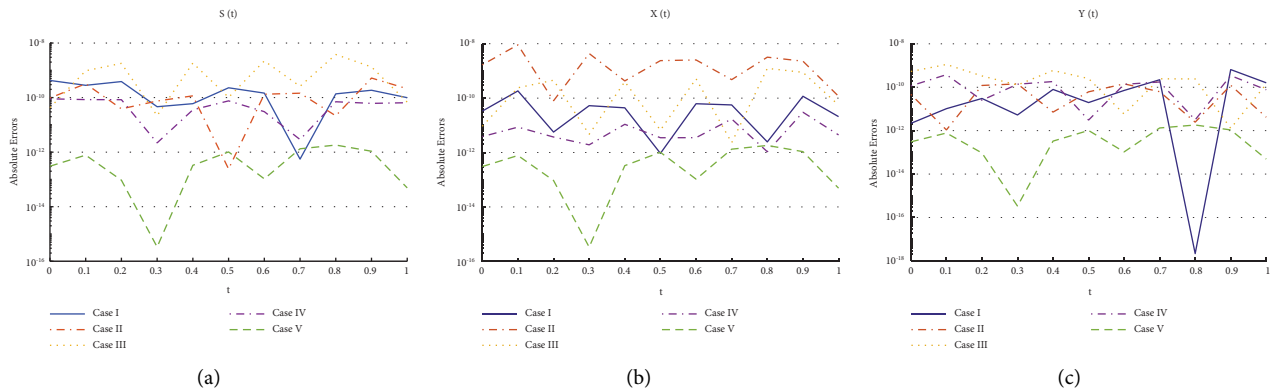 S (t)
10⁻⁸
10⁻¹⁰
10⁻¹²
10⁻¹⁴
10⁻¹⁶
Absolute Errors
0 0.1 0.2 0.3 0.4 0.5 0.6 0.7 0.8 0.9 1
t
Case I
Case II
Case III
Case IV
Case V
(a)
X (t)
10⁻⁸
10⁻¹⁰
10⁻¹²
10⁻¹⁴
10⁻¹⁶
Absolute Errors
0 0.1 0.2 0.3 0.4 0.5 0.6 0.7 0.8 0.9 1
t
Case I
Case II
Case III
Case IV
Case V
(b)
Y (t)
10⁻⁸
10⁻¹⁰
10⁻¹²
10⁻¹⁴
10⁻¹⁶
10⁻¹⁸
Absolute Errors
0 0.1 0.2 0.3 0.4 0.5 0.6 0.7 0.8 0.9 1
t
Case I
Case II
Case III
Case IV
Case V
(c)